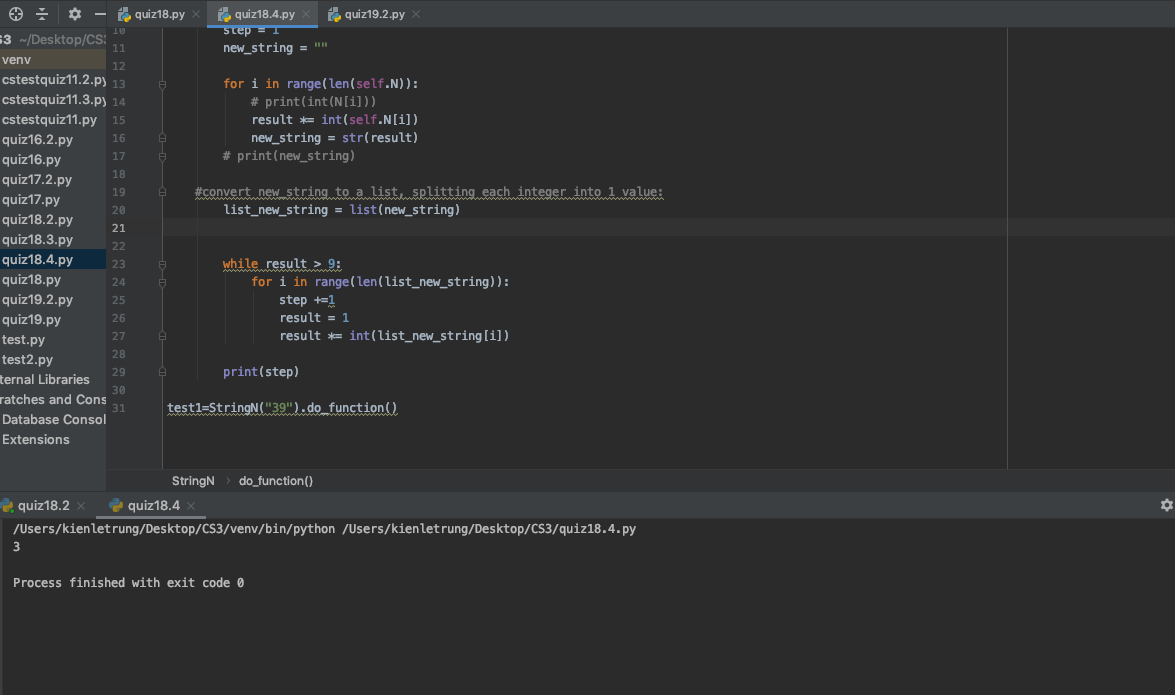 quiz18.py × quiz18.4.py × quiz19.2.py ×
S3 ~/Desktop/CS3
venv
cstestquiz11.2.py
cstestquiz11.3.py
cstestquiz11.py
quiz16.2.py
quiz16.py
quiz17.2.py
quiz17.py
quiz18.2.py
quiz18.3.py
quiz18.4.py
quiz18.py
quiz19.2.py
quiz19.py
test.py
test2.py
ternal Libraries
ratches and Cons
Database Consol
Extensions
10 step = 1
11 new_string = ""
12
13 for i in range(len(self.N)):
14 # print(int(N[i]))
15 result *= int(self.N[i])
16 new_string = str(result)
17 # print(new_string)
18
19 #convert new_string to a list, splitting each integer into 1 value:
20 list_new_string = list(new_string)
21
22
23 while result > 9:
24 for i in range(len(list_new_string)):
25 step +=1
26 result = 1
27 result *= int(list_new_string[i])
28
29 print(step)
30
31 test1=StringN("39").do_function()
StringN › do_function()
quiz18.2 × quiz18.4 ×
/Users/kienletrung/Desktop/CS3/venv/bin/python /Users/kienletrung/Desktop/CS3/quiz18.4.py
3
Process finished with exit code 0